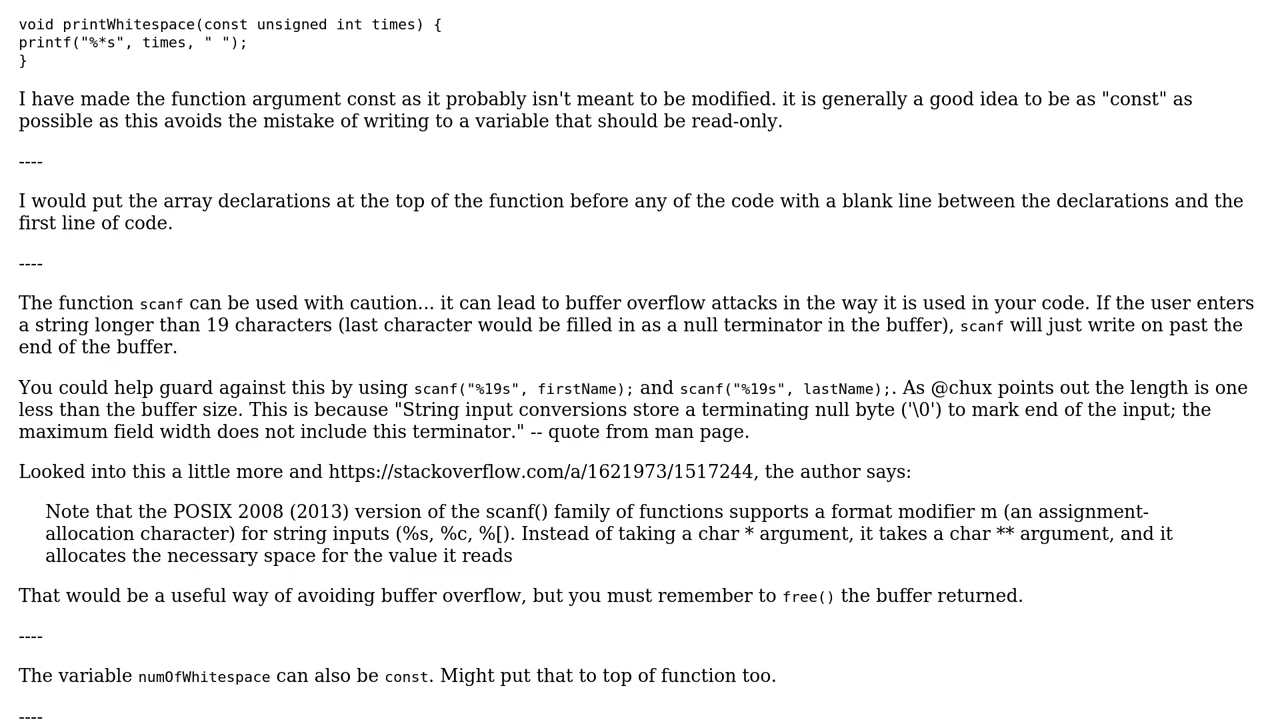 void printWhitespace(const unsigned int times) {
printf("%*s", times, " ");
}
I have made the function argument const as it probably isn't meant to be modified. it is generally a good idea to be as "const" as
possible as this avoids the mistake of writing to a variable that should be read-only.
----
I would put the array declarations at the top of the function before any of the code with a blank line between the declarations and the
first line of code.
----
The function scanf can be used with caution... it can lead to buffer overflow attacks in the way it is used in your code. If the user enters
a string longer than 19 characters (last character would be filled in as a null terminator in the buffer), scanf will just write on past the
end of the buffer.
You could help guard against this by using scanf("%19s", firstName); and scanf("%19s", lastName);. As @chux points out the length is one
less than the buffer size. This is because "String input conversions store a terminating null byte ('\0') to mark end of the input; the
maximum field width does not include this terminator." -- quote from man page.
Looked into this a little more and https://stackoverflow.com/a/1621973/1517244, the author says:
Note that the POSIX 2008 (2013) version of the scanf() family of functions supports a format modifier m (an assignment-
allocation character) for string inputs (%s, %c, %[). Instead of taking a char * argument, it takes a char ** argument, and it
allocates the necessary space for the value it reads
That would be a useful way of avoiding buffer overflow, but you must remember to free() the buffer returned.
----
The variable numOfWhitespace can also be const. Might put that to top of function too.
----